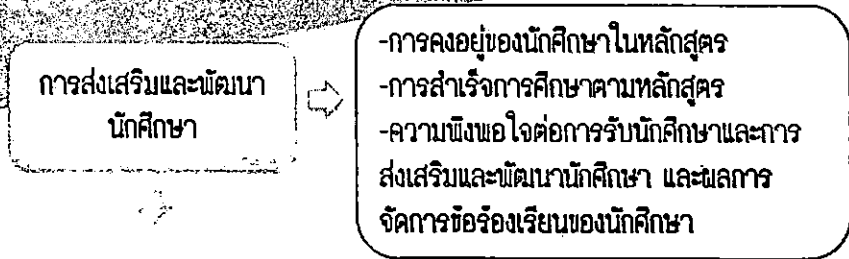 การส่งเสริมและพัฒนา
นักศึกษา
-การคงอยู่ของนักศึกษาในหลักสูตร
-การสำเร็จการศึกษาตามหลักสูตร
-ความพึงพอใจต่อการรับนักศึกษาและการ
ส่งเสริมและพัฒนานักศึกษา และผลการ
จัดการข้อร้องเรียนของนักศึกษา